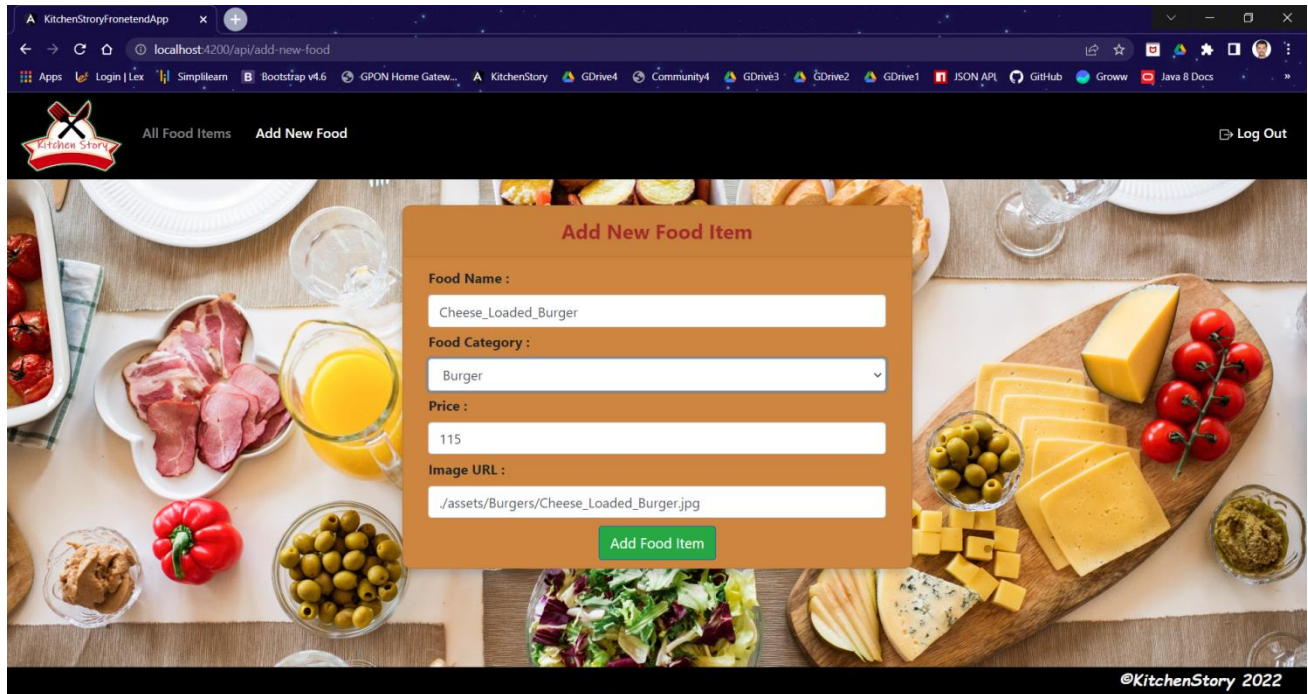 KitchenStroryFronetendApp
localhost:4200/api/add-new-food
Apps Login | Lex Simplilearn B Bootstrap v4.6 GPON Home Gatew... KitchenStory GDrive4 Community4 GDrive3 GDrive2 GDrive1 JSON API, GitHub Groww Java 8 Docs »
Kitchen Story
All Food Items Add New Food Log Out
Add New Food Item
Food Name :
Cheese_Loaded_Burger
Food Category :
Burger
Price :
115
Image URL :
./assets/Burgers/Cheese_Loaded_Burger.jpg
Add Food Item
©KitchenStory 2022